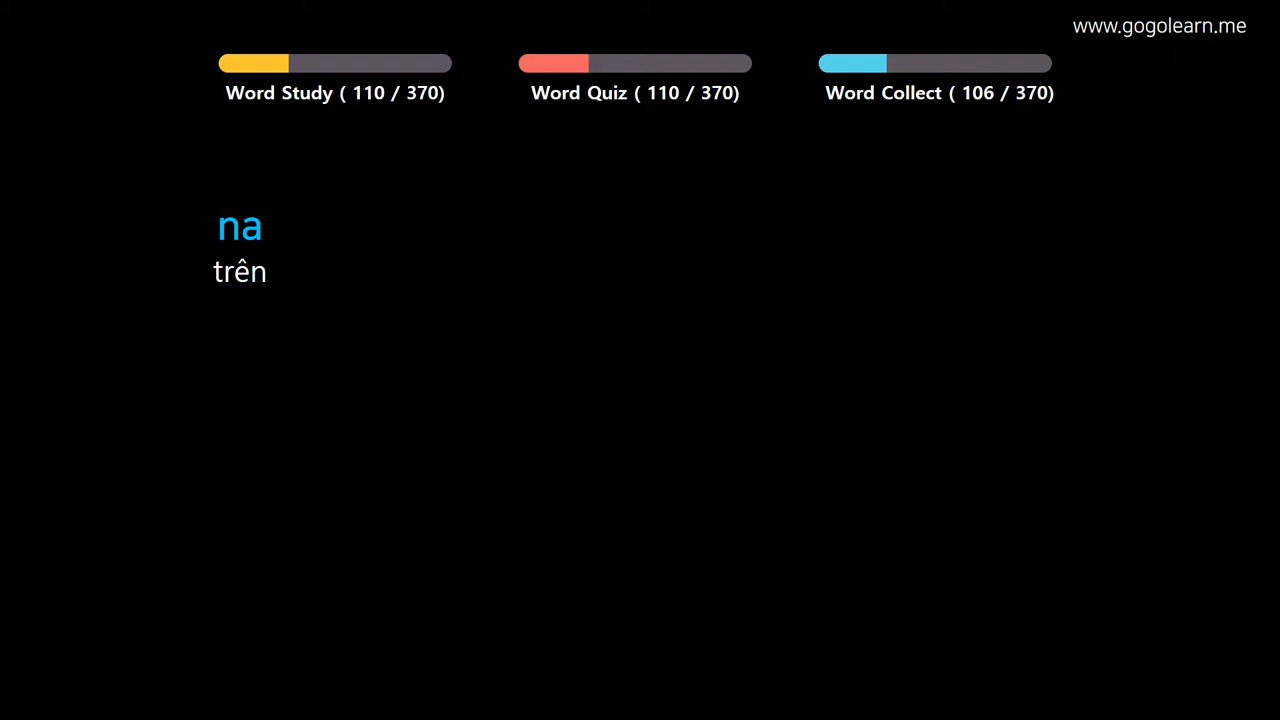 www.gogolearn.me
Word Study ( 110 / 370)
Word Quiz ( 110 / 370)
Word Collect ( 106 / 370)
na
trên